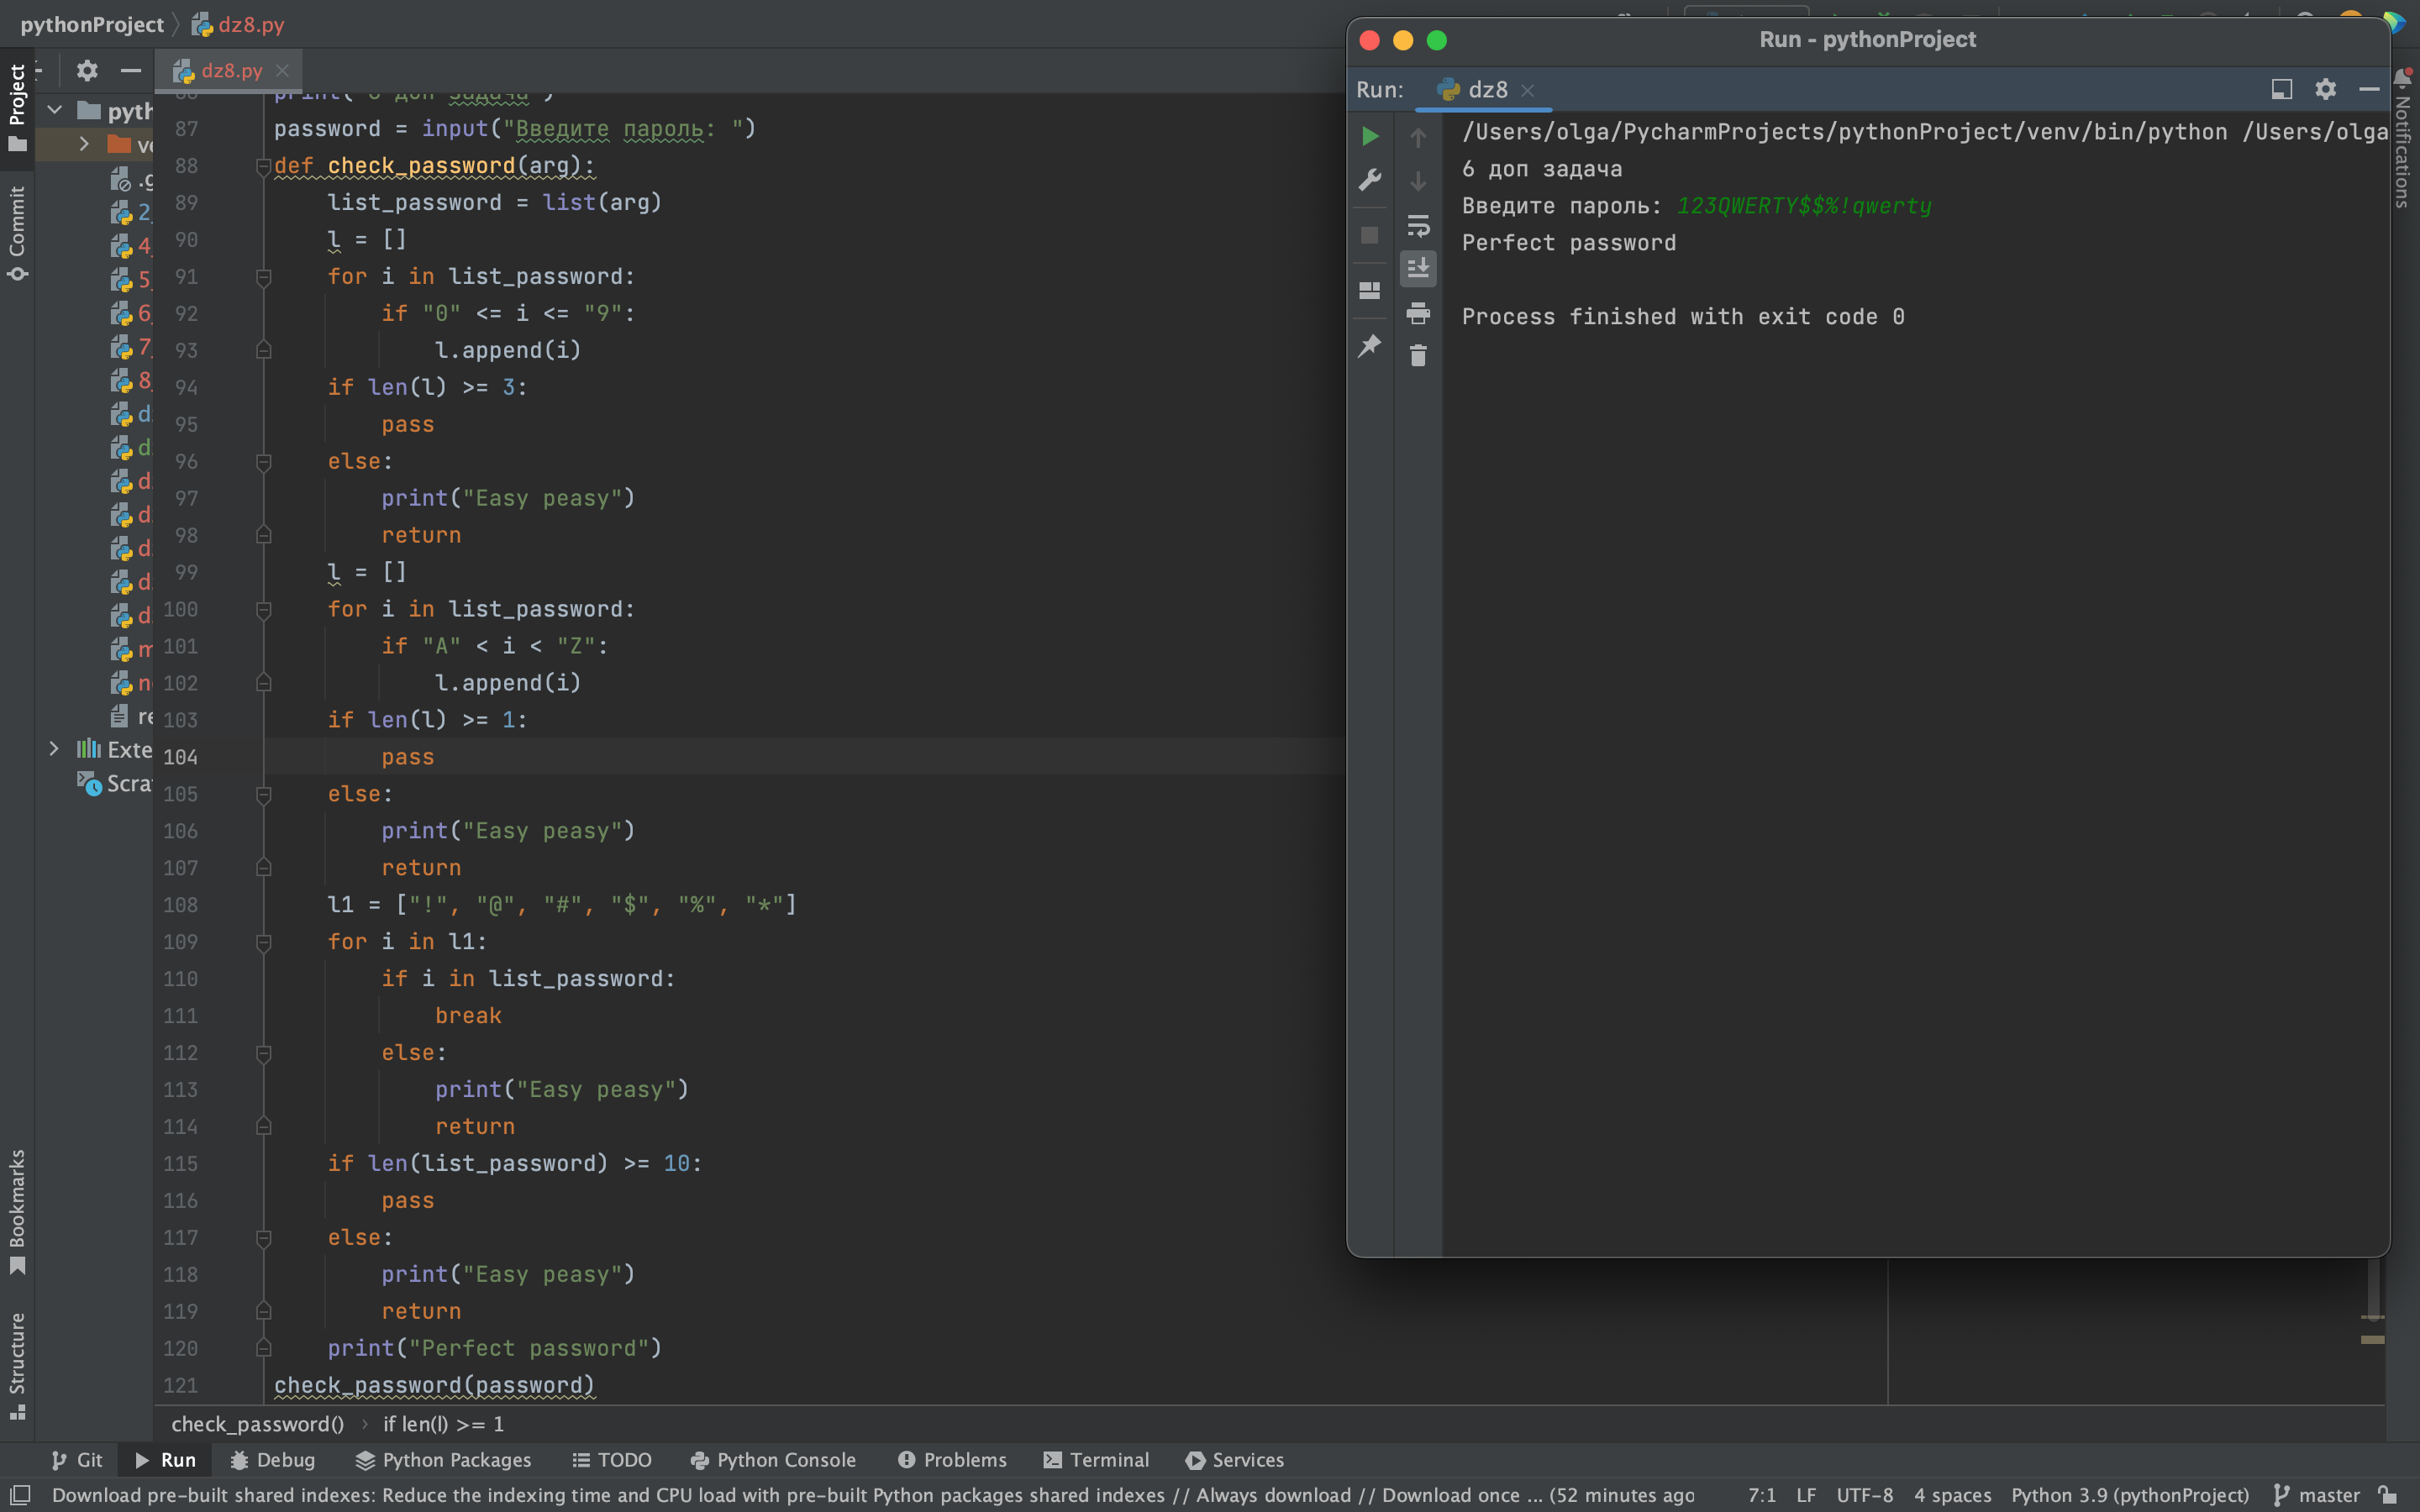 pythonProject dz8.py
dz8.py
Project
Commit
Bookmarks
Structure
Notifications
pyth
ve
.g
2_
4_
5_
6_
7_
8_
d
d
d
d
d
d
d
m
n
re
Exte
Scra
87 password = input("Введите пароль: ")
88 def check_password(arg):
89 list_password = list(arg)
90 l = []
91 for i in list_password:
92 if "0" <= i <= "9":
93 l.append(i)
94 if len(l) >= 3:
95 pass
96 else:
97 print("Easy peasy")
98 return
99 l = []
100 for i in list_password:
101 if "A" < i < "Z":
102 l.append(i)
103 if len(l) >= 1:
104 pass
105 else:
106 print("Easy peasy")
107 return
108 l1 = ["!", "@", "#", "$", "%", "*"]
109 for i in l1:
110 if i in list_password:
111 break
112 else:
113 print("Easy peasy")
114 return
115 if len(list_password) >= 10:
116 pass
117 else:
118 print("Easy peasy")
119 return
120 print("Perfect password")
121 check_password(password)
check_password() › if len(l) >= 1
Run - pythonProject
Run: dz8
/Users/olga/PycharmProjects/pythonProject/venv/bin/python /Users/olga
6 доп задача
Введите пароль: 123QWERTY$$%!qwerty
Perfect password
Process finished with exit code 0
Git Run Debug Python Packages TODO Python Console Problems Terminal Services
Download pre-built shared indexes: Reduce the indexing time and CPU load with pre-built Python packages shared indexes // Always download // Download once ... (52 minutes ago 7:1 LF UTF-8 4 spaces Python 3.9 (pythonProject) master